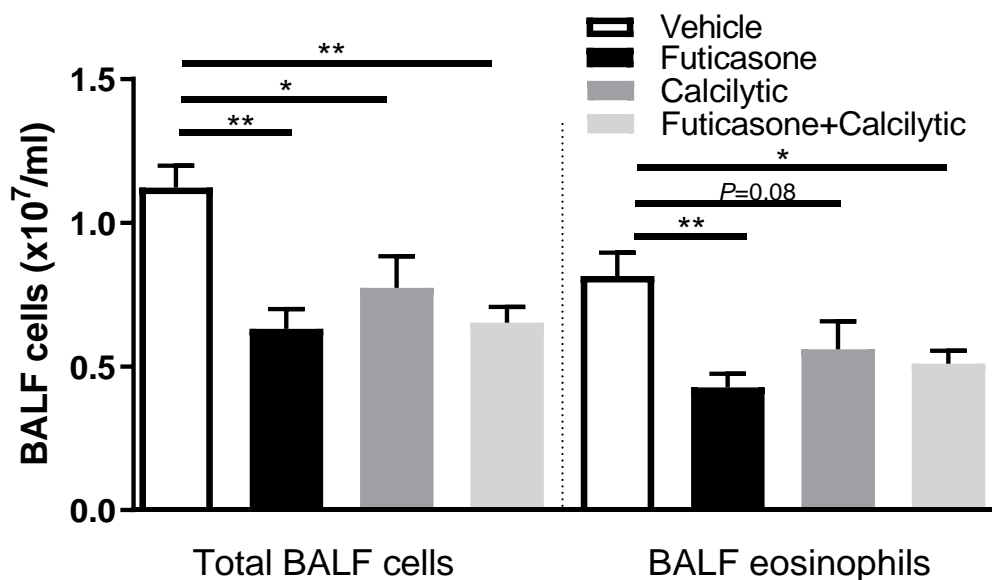 Vehicle
Futicasone
Calcilytic
Futicasone+Calcilytic
**
*
**
*
P=0.08
**
1.5
1.0
0.5
0.0
BALF cells (x10⁷/ml)
Total BALF cells
BALF eosinophils